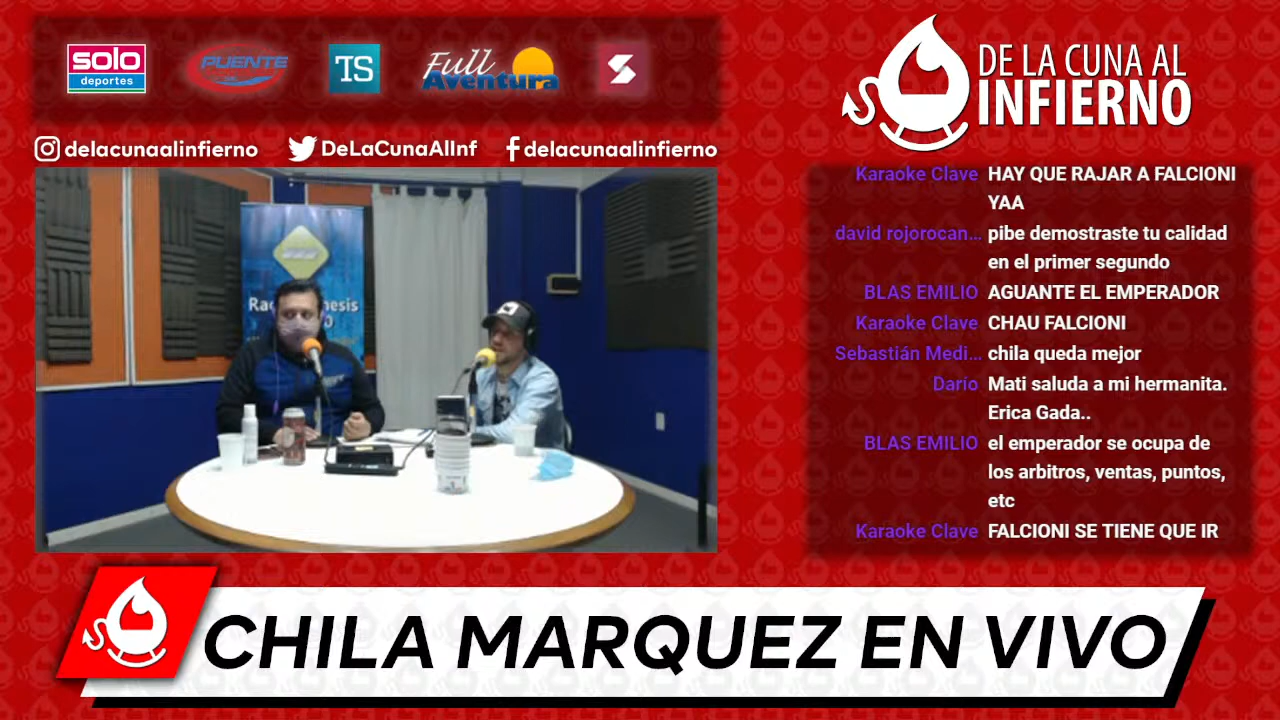 solo
deportes
PUENTE
TS
Full
Aventura
S
DE LA CUNA AL
INFIERNO
delacunaalinfierno
DeLaCunaAlInf
delacunaalinfierno
Karaoke Clave HAY QUE RAJAR A FALCIONI
YAA
david rojorocan... pibe demostraste tu calidad
en el primer segundo
BLAS EMILIO AGUANTE EL EMPERADOR
Karaoke Clave CHAU FALCIONI
Sebastián Medi... chila queda mejor
Darío Mati saluda a mi hermanita.
Erica Gada..
BLAS EMILIO el emperador se ocupa de
los arbitros, ventas, puntos,
etc
Karaoke Clave FALCIONI SE TIENE QUE IR
CHILA MARQUEZ EN VIVO